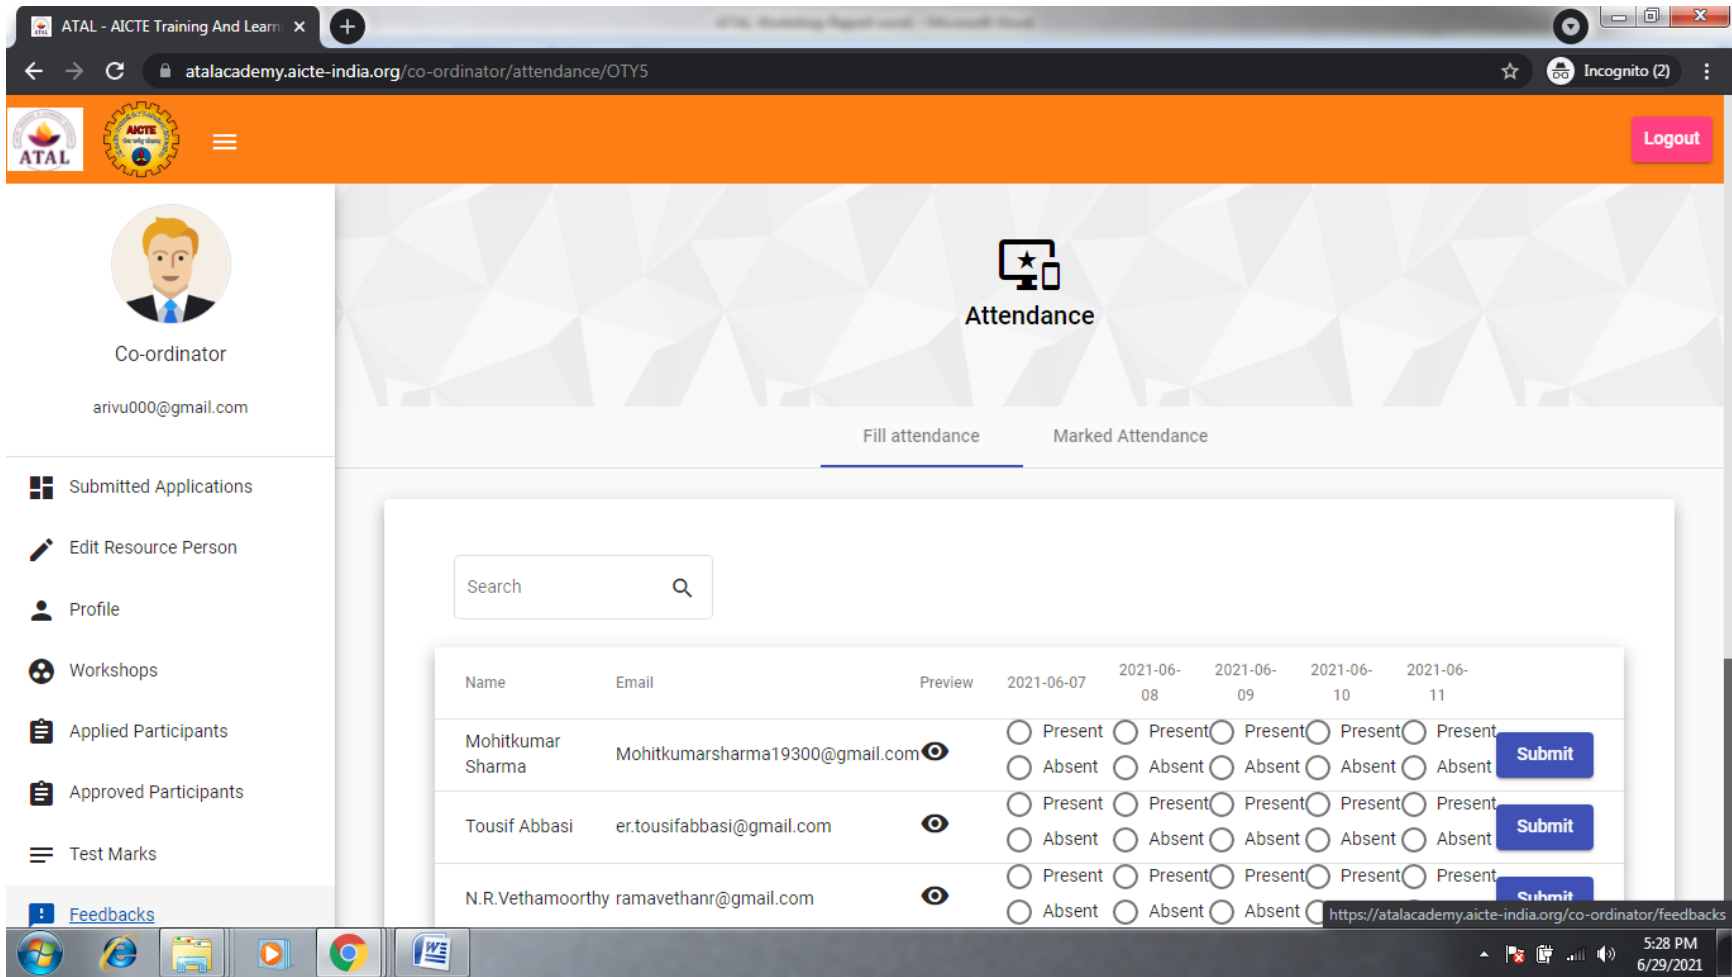 ATAL - AICTE Training And Learn
atalacademy.aicte-india.org/co-ordinator/attendance/OTY5
Incognito (2)
ATAL
AICTE
Logout
Co-ordinator
arivu000@gmail.com
Submitted Applications
Edit Resource Person
Profile
Workshops
Applied Participants
Approved Participants
Test Marks
Feedbacks
Attendance
Fill attendance Marked Attendance
Search
Name Email Preview 2021-06-07 2021-06-08 2021-06-09 2021-06-10 2021-06-11
Mohitkumar Sharma Mohitkumarsharma19300@gmail.com
Present Present Present Present Present
Absent Absent Absent Absent Absent
Submit
Tousif Abbasi er.tousifabbasi@gmail.com
Present Present Present Present Present
Absent Absent Absent Absent Absent
Submit
N.R.Vethamoorthy ramavethanr@gmail.com
Present Present Present Present Present
Absent Absent Absent
Submit
https://atalacademy.aicte-india.org/co-ordinator/feedbacks
5:28 PM
6/29/2021